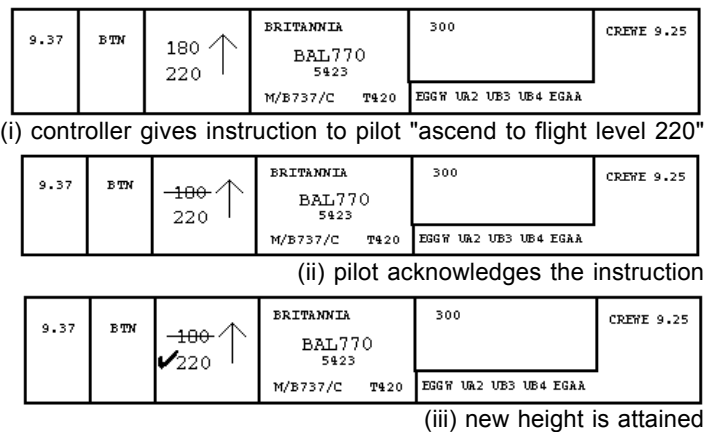 9.37 BTN 180 220 BRITANNIA BAL770 5423 M/B737/C T420 300 EGGW UA2 UB3 UB4 EGAA CREWE 9.25
(i) controller gives instruction to pilot "ascend to flight level 220"
9.37 BTN 180 220 BRITANNIA BAL770 5423 M/B737/C T420 300 EGGW UA2 UB3 UB4 EGAA CREWE 9.25
(ii) pilot acknowledges the instruction
9.37 BTN 180 ✔220 BRITANNIA BAL770 5423 M/B737/C T420 300 EGGW UA2 UB3 UB4 EGAA CREWE 9.25
(iii) new height is attained